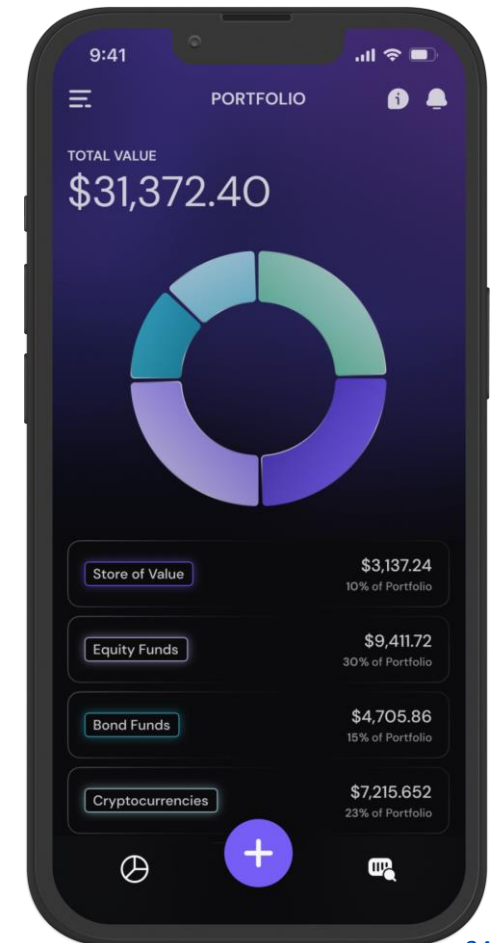 9:41
PORTFOLIO
TOTAL VALUE
$31,372.40
Store of Value
$3,137.24
10% of Portfolio
Equity Funds
$9,411.72
30% of Portfolio
Bond Funds
$4,705.86
15% of Portfolio
Cryptocurrencies
$7,215.652
23% of Portfolio